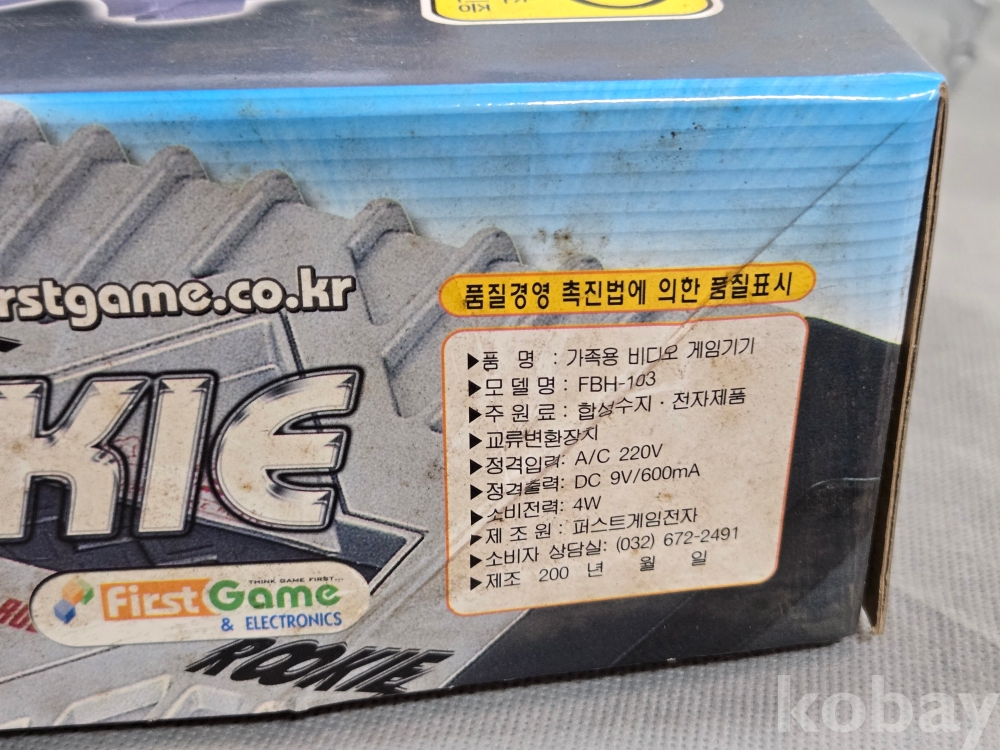 rstgame.co.kr
KIE
품질경영 촉진법에 의한 품질표시
▶품 명 : 가족용 비디오 게임기기
▶모 델 명 : FBH-103
▶주 원 료 : 합성수지 · 전자제품
▶교류변환장치
▶정격입력: A/C 220V
▶정격출력: DC 9V/600mA
▶소비전력: 4W
▶제 조 원 : 퍼스트게임전자
▶소비자 상담실: (032) 672-2491
▶제조 200 년 월 일
THINK GAME FIRST...
First Game
& ELECTRONICS
ROOKIE
kobay